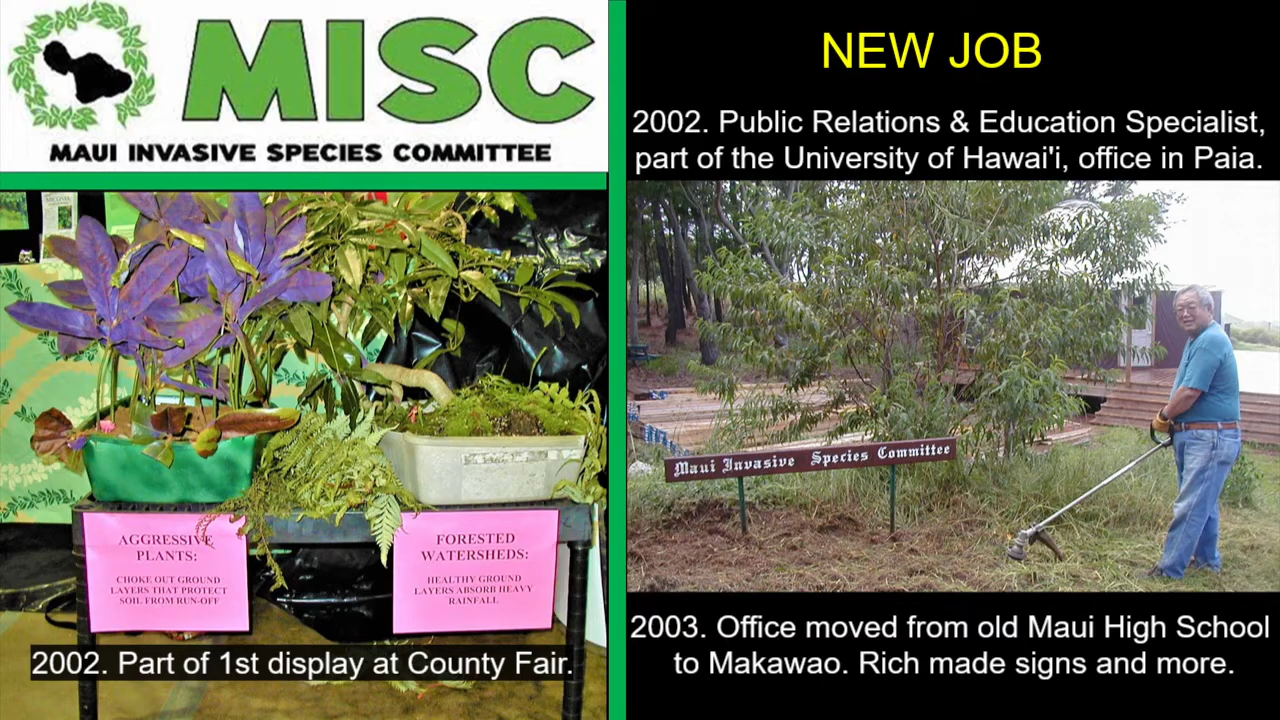 MISC
MAUI INVASIVE SPECIES COMMITTEE
AGGRESSIVE
PLANTS:
CHOKE OUT GROUND
LAYERS THAT PROTECT
SOIL FROM RUN-OFF
FORESTED
WATERSHEDS:
HEALTHY GROUND
LAYERS ABSORB HEAVY
RAINFALL
2002. Part of 1st display at County Fair.
NEW JOB
2002. Public Relations & Education Specialist,
part of the University of Hawai'i, office in Paia.
Maui Invasive Species Committee
2003. Office moved from old Maui High School
to Makawao. Rich made signs and more.